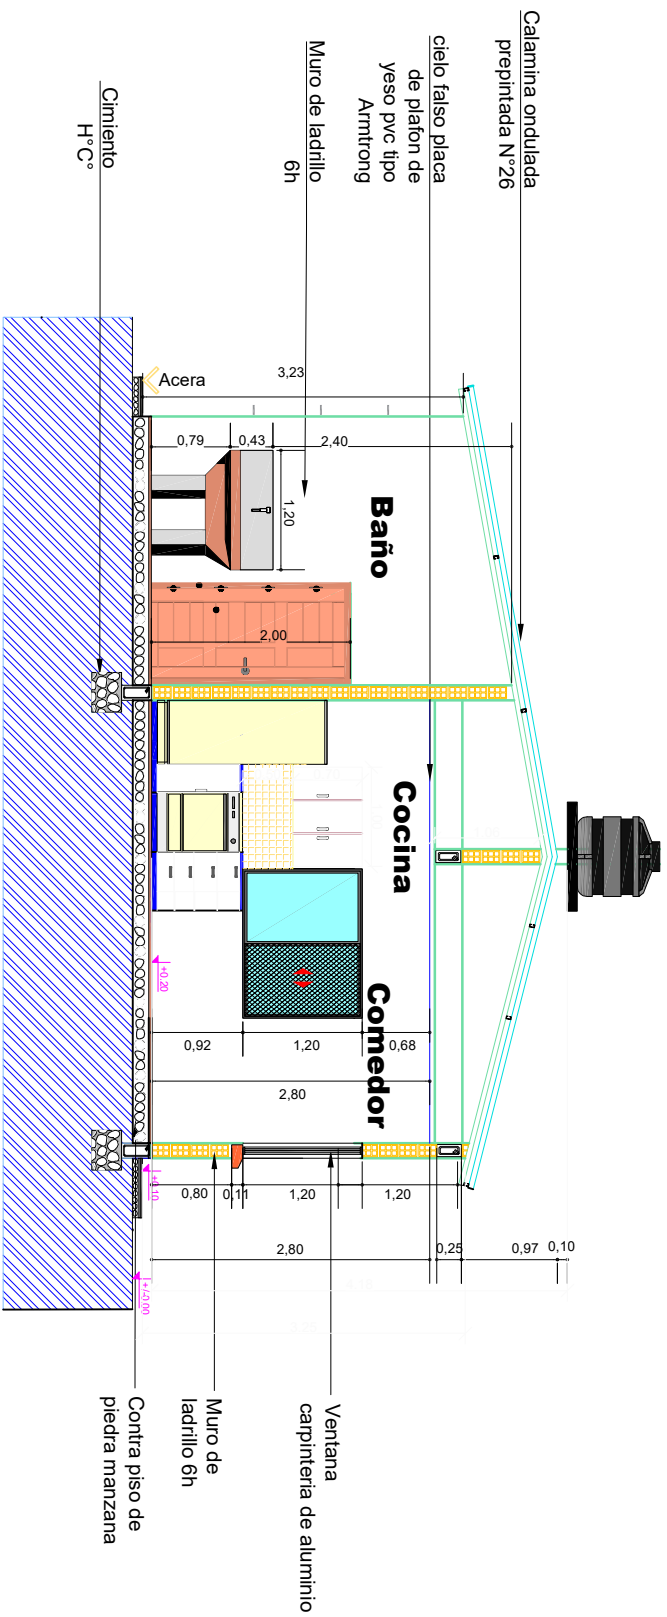 Calamina ondulada
prepintada N°26
cielo falso placa
de plafon de
yeso pvc tipo
Armtrong
Muro de ladrillo
6h
Cimiento
H°C°
Acera
3,23
0,79
0,43
2,40
1,20
2,00
Baño
Cocina
Comedor
+0.20
0,92
1,20
0,68
2,80
+0.10
0,80
0,11
1,20
1,20
2,80
0,25
0,97
0,10
+/-0.00
Ventana
carpinteria de aluminio
Muro de
ladrillo 6h
Contra piso de
piedra manzana